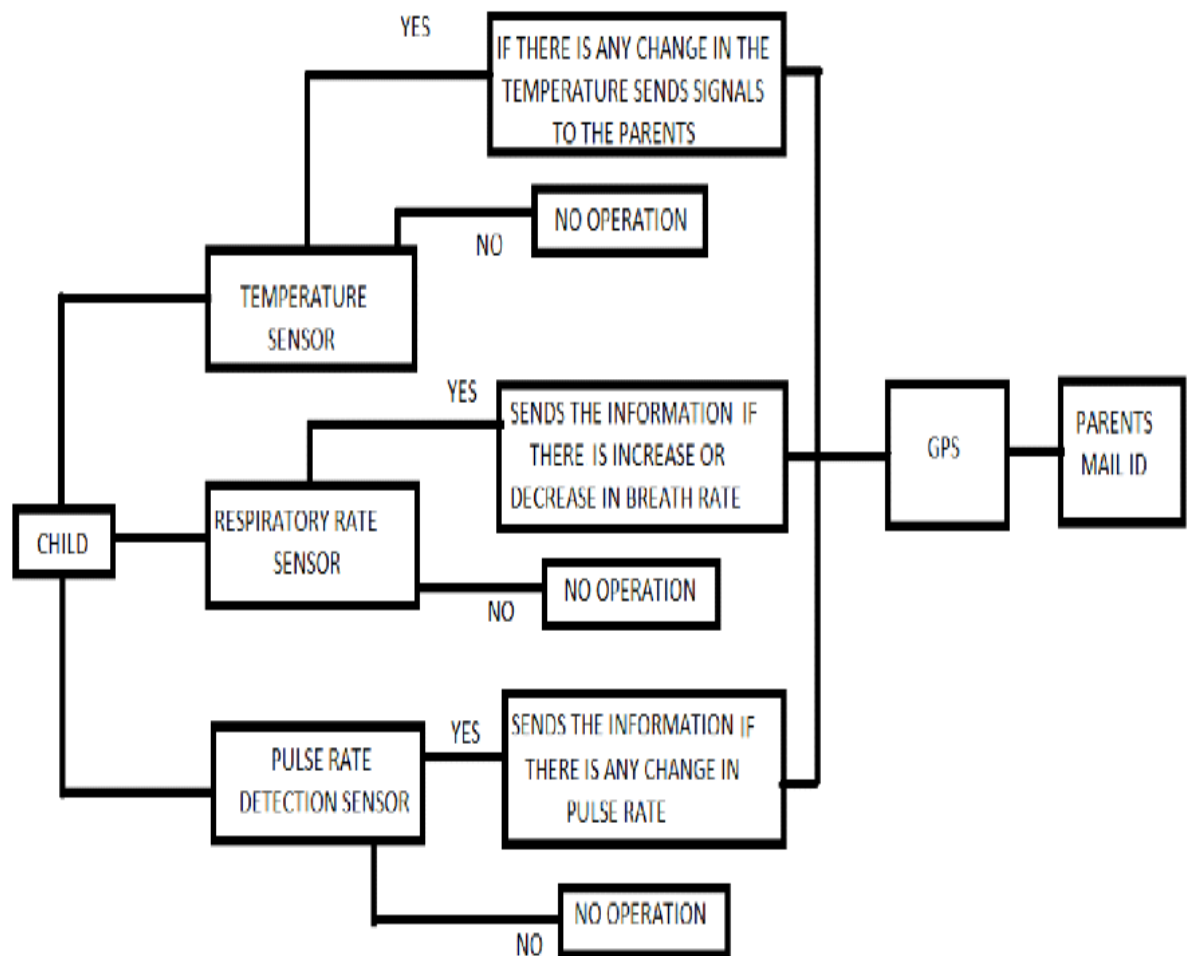 YES
IF THERE IS ANY CHANGE IN THE
TEMPERATURE SENDS SIGNALS
TO THE PARENTS
NO OPERATION
NO
TEMPERATURE
SENSOR
YES
SENDS THE INFORMATION IF
THERE IS INCREASE OR
DECREASE IN BREATH RATE
GPS
PARENTS
MAIL ID
CHILD
RESPIRATORY RATE
SENSOR
NO OPERATION
NO
PULSE RATE
DETECTION SENSOR
YES
SENDS THE INFORMATION IF
THERE IS ANY CHANGE IN
PULSE RATE
NO OPERATION
NO